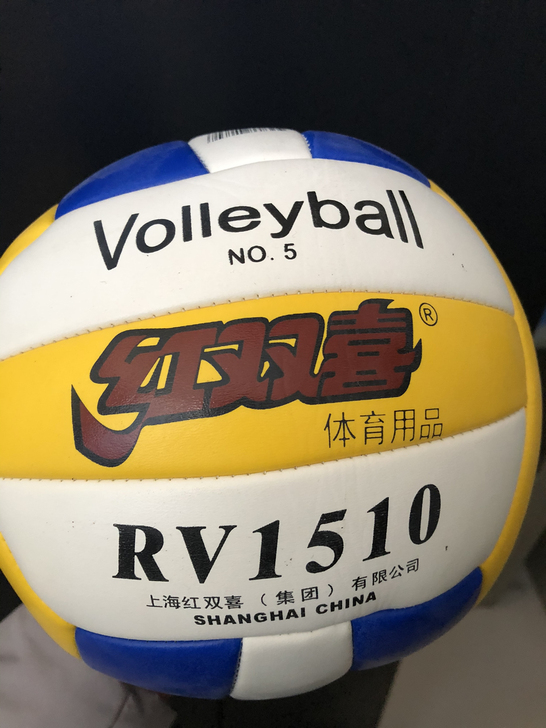 Volleyball
NO. 5
红双喜®
体育用品
RV1510
上海红双喜（集团）有限公司
SHANGHAI CHINA